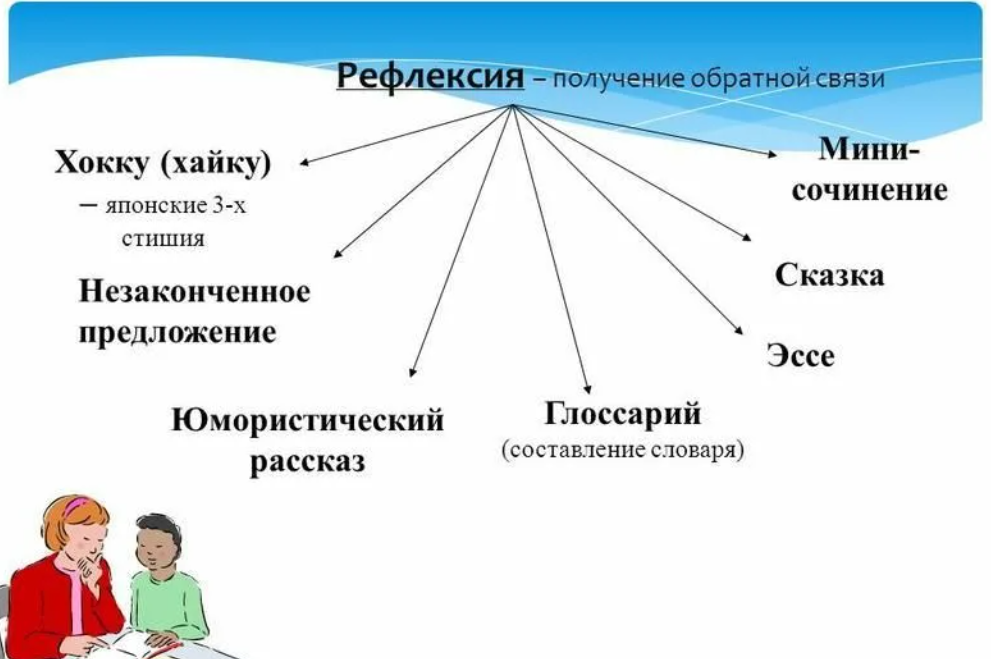 Рефлексия – получение обратной связи
Хокку (хайку)
– японские 3-х
стишия
Незаконченное
предложение
Юмористический
рассказ
Глоссарий
(составление словаря)
Эссе
Сказка
Мини-
сочинение